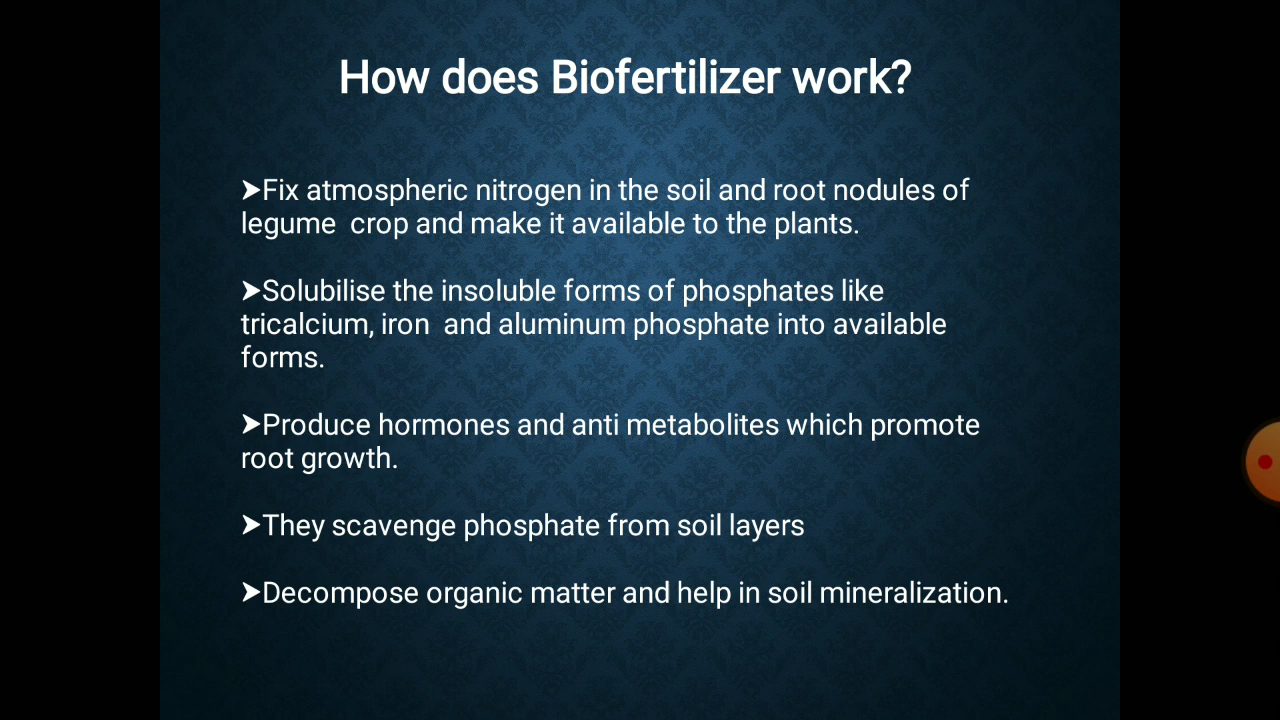 How does Biofertilizer work?
➤Fix atmospheric nitrogen in the soil and root nodules of
legume  crop and make it available to the plants.
➤Solubilise the insoluble forms of phosphates like
tricalcium, iron  and aluminum phosphate into available
forms.
➤Produce hormones and anti metabolites which promote
root growth.
➤They scavenge phosphate from soil layers
➤Decompose organic matter and help in soil mineralization.